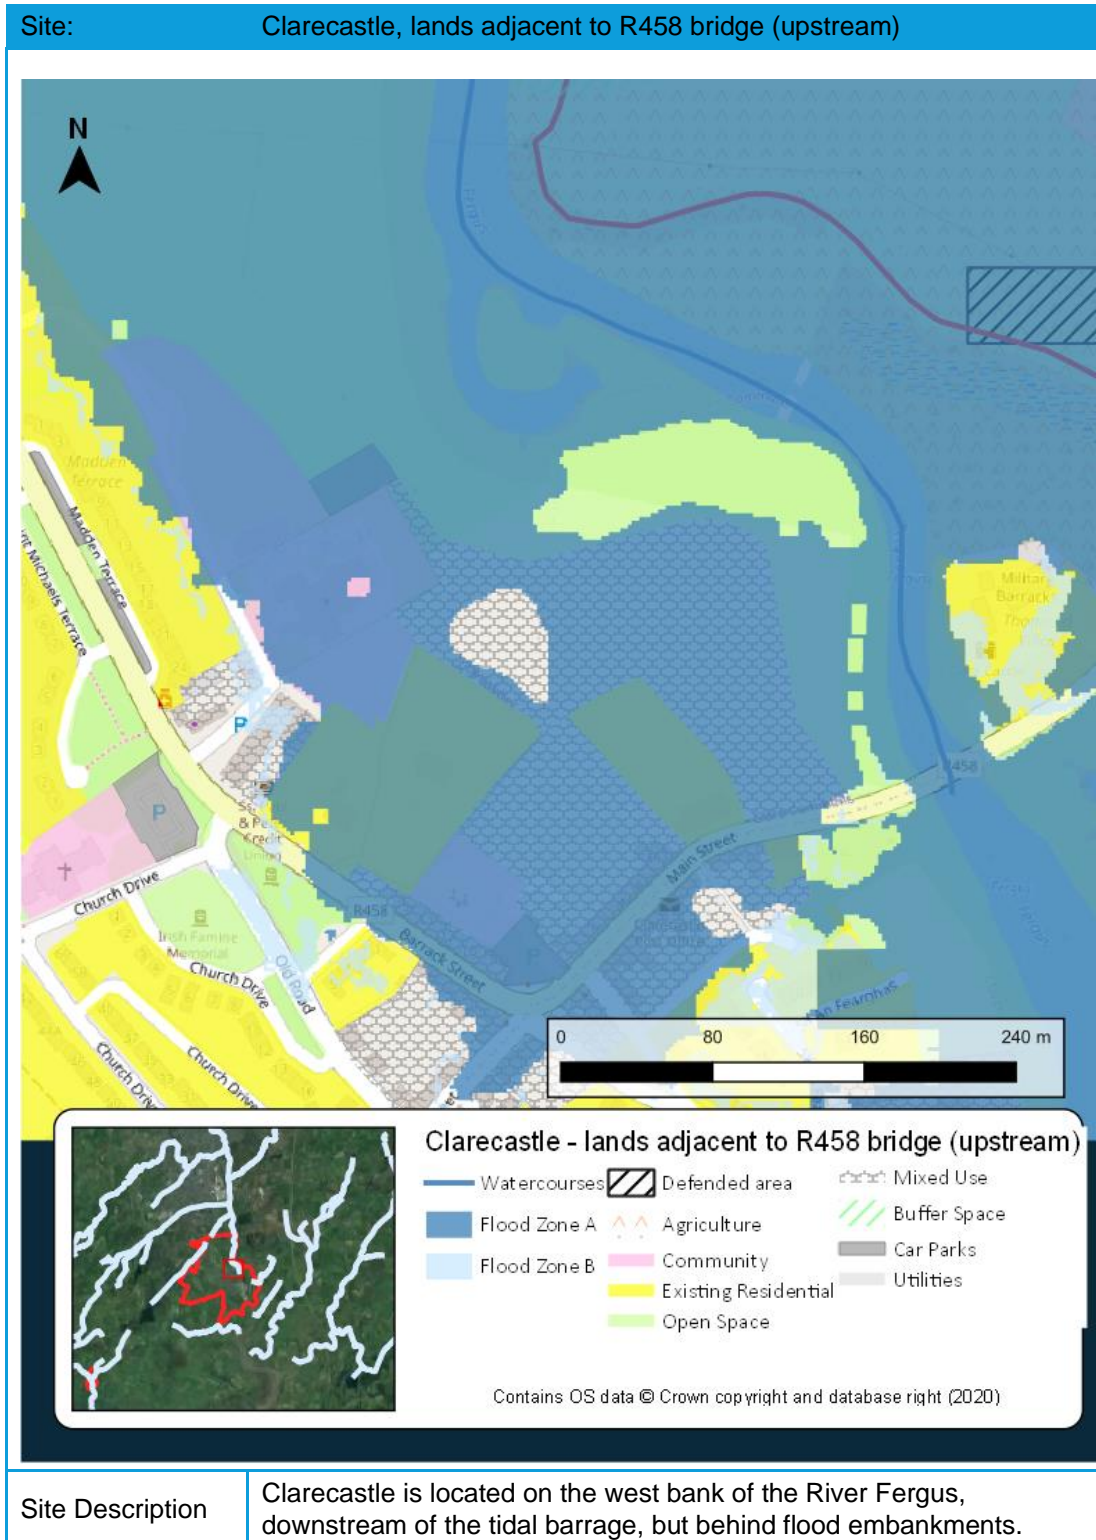 Site: Clarecastle, lands adjacent to R458 bridge (upstream)
N
Fergus
Madden
Terrace
Madden Terrace
Michaels Terrace
P
P
& Pe
Credit
Union
Church Drive
Irish Famine
Memorial
Old Road
Church Drive
Church Drive
Church Drive
R458
Barrack Street
Main Street
R458
Military
Barrack
0 80 160 240 m
Clarecastle - lands adjacent to R458 bridge (upstream)
Watercourses
Flood Zone A
Flood Zone B
Defended area
Agriculture
Community
Existing Residential
Open Space
Mixed Use
Buffer Space
Car Parks
Utilities
Contains OS data © Crown copyright and database right (2020)
Site Description
Clarecastle is located on the west bank of the River Fergus,
downstream of the tidal barrage, but behind flood embankments.